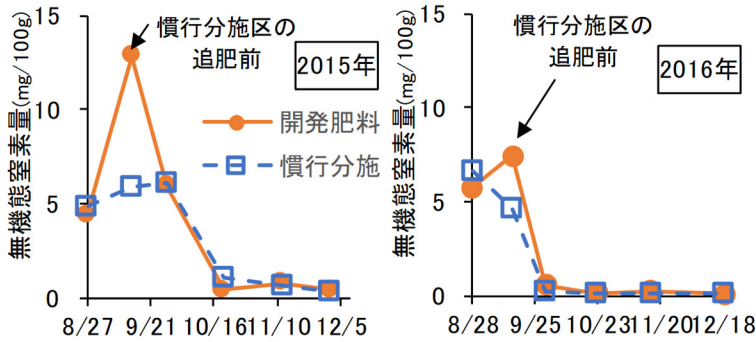 無機態窒素量(mg/100g)
15
10
5
0
慣行分施区の
追肥前
2015年
開発肥料
慣行分施
8/27
9/21
10/16
11/10
12/5
無機態窒素量(mg/100g)
15
10
5
0
慣行分施区の
追肥前
2016年
8/28
9/25
10/23
11/20
12/18